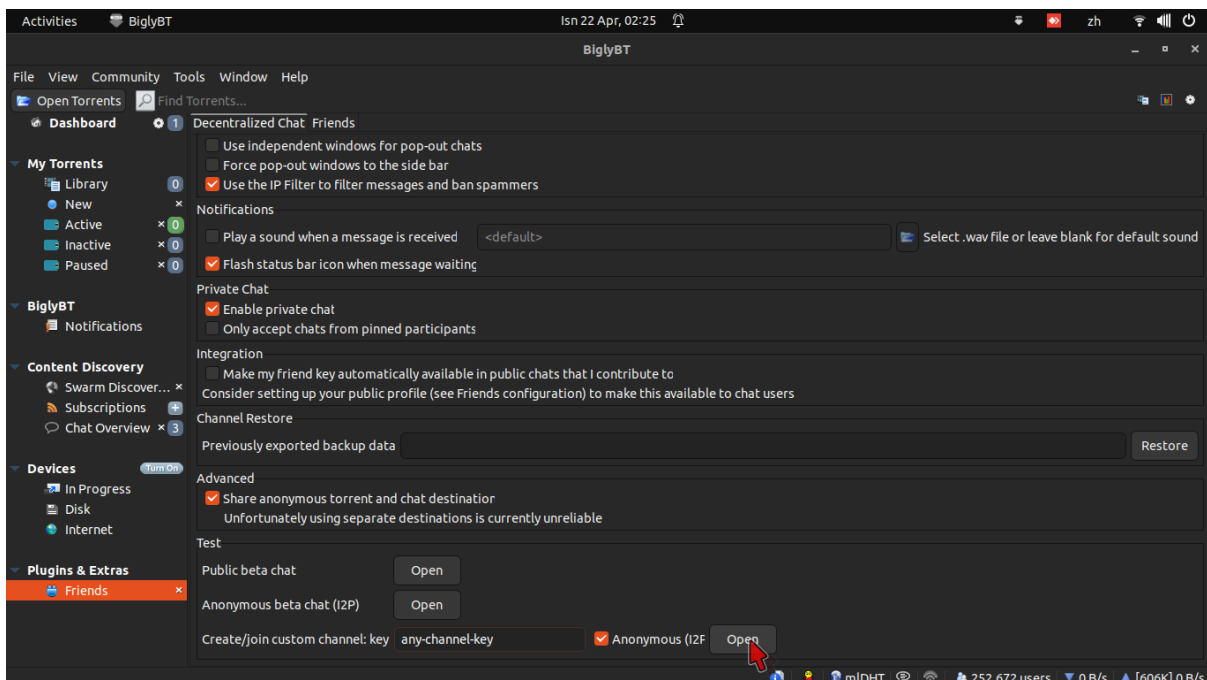 Activities BiglyBT Isn 22 Apr, 02:25 zh
BiglyBT
File View Community Tools Window Help
Open Torrents Find Torrents...
Dashboard 1 Decentralized Chat Friends
Use independent windows for pop-out chats
Force pop-out windows to the side bar
Use the IP Filter to filter messages and ban spammers
My Torrents
Library 0
New
Active 0
Inactive 0
Paused 0
BiglyBT
Notifications
Content Discovery
Swarm Discover...
Subscriptions
Chat Overview 3
Devices Turn On
In Progress
Disk
Internet
Plugins & Extras
Friends
Notifications
Play a sound when a message is received <default> Select .wav file or leave blank for default sound
Flash status bar icon when message waiting
Private Chat
Enable private chat
Only accept chats from pinned participants
Integration
Make my friend key automatically available in public chats that I contribute to
Consider setting up your public profile (see Friends configuration) to make this available to chat users
Channel Restore
Previously exported backup data Restore
Advanced
Share anonymous torrent and chat destination
Unfortunately using separate destinations is currently unreliable
Test
Public beta chat Open
Anonymous beta chat (I2P) Open
Create/join custom channel: key any-channel-key Anonymous (I2P Open
mlDHT 252,672 users 0 B/s [606K] 0 B/s